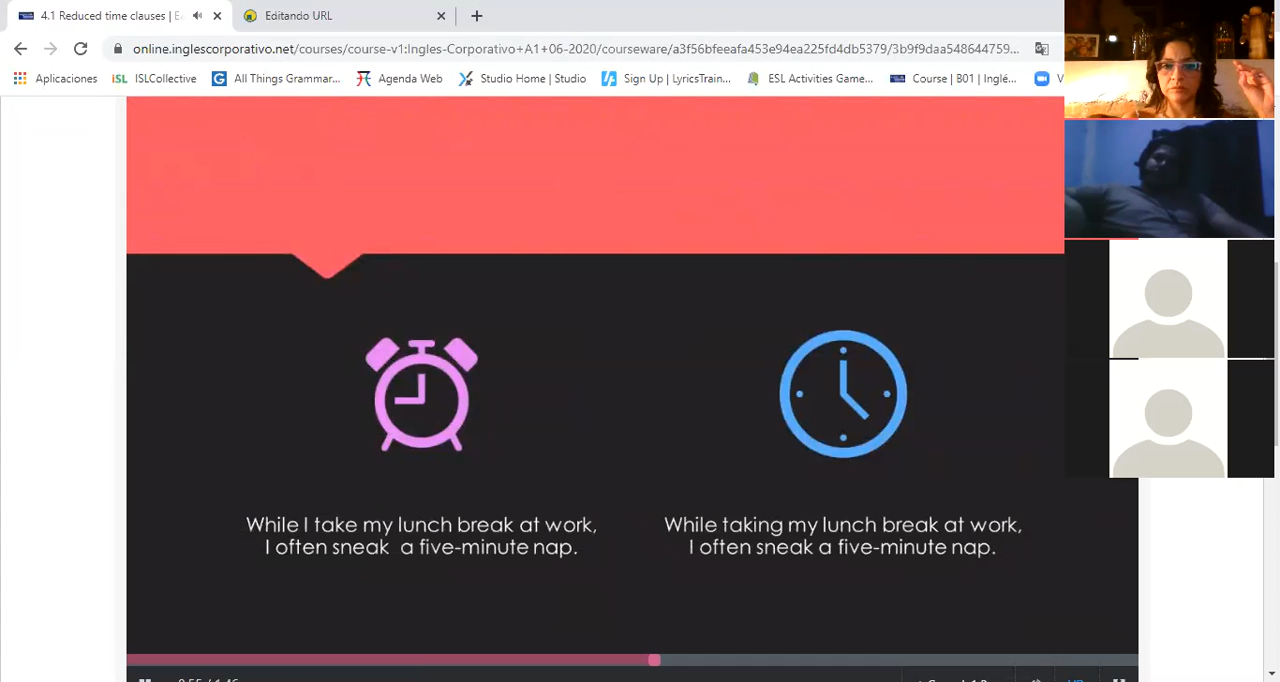 4.1 Reduced time clauses | E
Editando URL
online.inglescorporativo.net/courses/course-v1:Ingles-Corporativo+A1+06-2020/courseware/a3f56bfeeafa453e94ea225fd4db5379/3b9f9daa548644759...
Aplicaciones
iSL ISLCollective
All Things Grammar...
Agenda Web
Studio Home | Studio
Sign Up | LyricsTrain...
ESL Activities Game...
Course | B01 | Inglé...
V
While I take my lunch break at work,
I often sneak a five-minute nap.
While taking my lunch break at work,
I often sneak a five-minute nap.